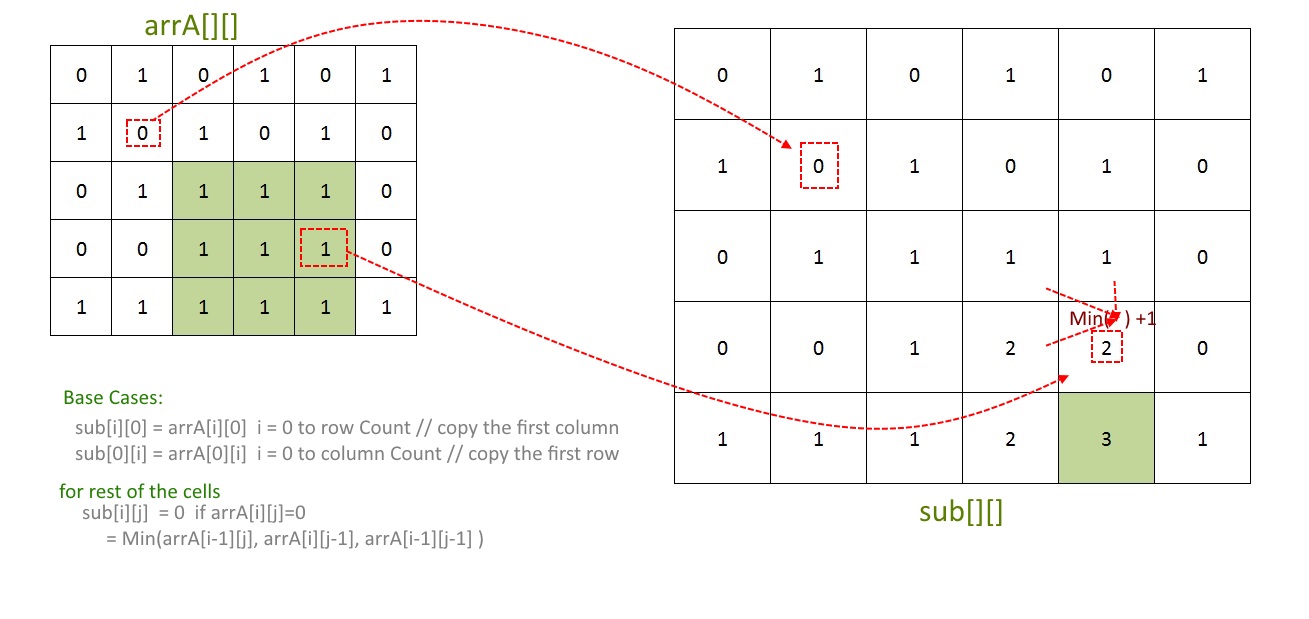 arrA[][]
0 1 0 1 0 1
1 0 1 0 1 0
0 1 1 1 1 0
0 0 1 1 1 0
1 1 1 1 1 1
0 1 0 1 0 1
1 0 1 0 1 0
0 1 1 1 1 0
Min( ) +1
0 0 1 2 2 0
1 1 1 2 3 1
sub[][]
Base Cases:
sub[i][0] = arrA[i][0] i = 0 to row Count // copy the first column
sub[0][i] = arrA[0][i] i = 0 to column Count // copy the first row
for rest of the cells
sub[i][j] = 0 if arrA[i][j]=0
= Min(arrA[i-1][j], arrA[i][j-1], arrA[i-1][j-1] )